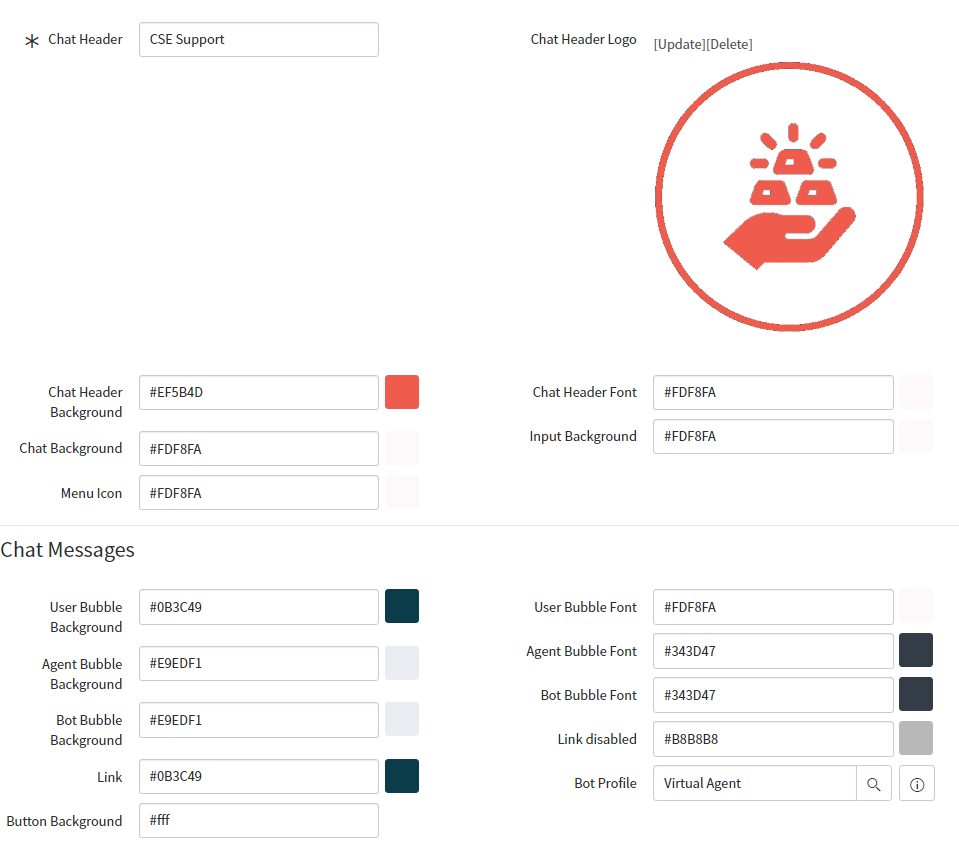 Chat Header
CSE Support
Chat Header Logo
[Update][Delete]
Chat Header
Background
#EF5B4D
Chat Header Font
#FDF8FA
Chat Background
#FDF8FA
Input Background
#FDF8FA
Menu Icon
#FDF8FA
Chat Messages
User Bubble
Background
#0B3C49
User Bubble Font
#FDF8FA
Agent Bubble
Background
#E9EDF1
Agent Bubble Font
#343D47
Bot Bubble
Background
#E9EDF1
Bot Bubble Font
#343D47
Link
#0B3C49
Link disabled
#B8B8B8
Button Background
#fff
Bot Profile
Virtual Agent